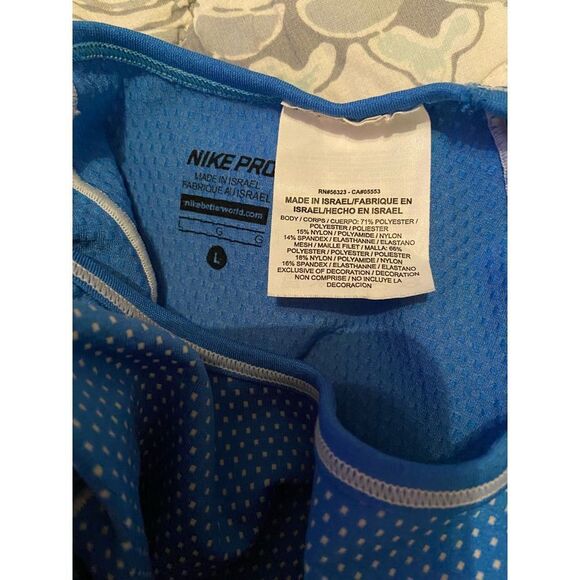 NIKE PRO
MADE IN ISRAEL
FABRIQUÉ AU ISRAEL
nikebetterworld.com
G G
L
RN#56323 - CA#05553
MADE IN ISRAEL/FABRIQUE EN
ISRAEL/HECHO EN ISRAEL
BODY / CORPS / CUERPO: 71% POLYESTER /
POLYESTER / POLIESTER
15% NYLON / POLYAMIDE / NYLON
14% SPANDEX / ELASTHANNE / ELASTANO
MESH / MAILLE FILET / MALLA: 66%
POLYESTER / POLYESTER / POLIESTER
18% NYLON / POLYAMIDE / NYLON
16% SPANDEX / ELASTHANNE / ELASTANO
EXCLUSIVE OF DECORATION / DECORATION
NON COMPRISE / NO INCLUYE LA
DECORACION